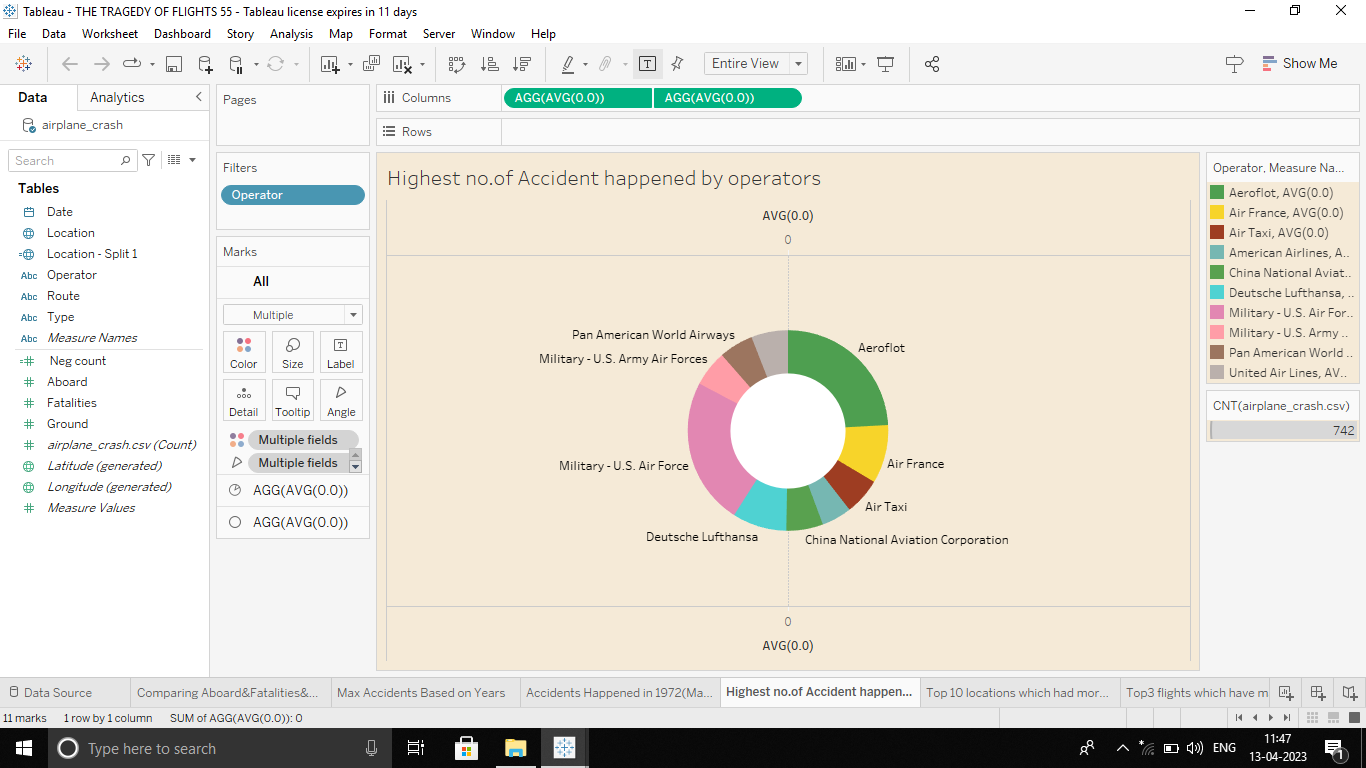 Tableau - THE TRAGEDY OF FLIGHTS 55 - Tableau license expires in 11 days
File Data Worksheet Dashboard Story Analysis Map Format Server Window Help
Entire View
Show Me
Data Analytics
airplane_crash
Search
Tables
Date
Location
Location - Split 1
Abc Operator
Abc Route
Abc Type
Abc Measure Names
Neg count
Aboard
Fatalities
Ground
airplane_crash.csv (Count)
Latitude (generated)
Longitude (generated)
Measure Values
Pages
Filters
Operator
Marks
All
Multiple
Color Size Label
Detail Tooltip Angle
Multiple fields
Multiple fields
AGG(AVG(0.0))
AGG(AVG(0.0))
Columns AGG(AVG(0.0)) AGG(AVG(0.0))
Rows
Highest no.of Accident happened by operators
AVG(0.0)
0
Pan American World Airways
Military - U.S. Army Air Forces
Aeroflot
Military - U.S. Air Force
Air France
Air Taxi
Deutsche Lufthansa
China National Aviation Corporation
0
AVG(0.0)
Operator, Measure Na...
Aeroflot, AVG(0.0)
Air France, AVG(0.0)
Air Taxi, AVG(0.0)
American Airlines, A..
China National Aviat..
Deutsche Lufthansa, ..
Military - U.S. Air For..
Military - U.S. Army ..
Pan American World ..
United Air Lines, AV..
CNT(airplane_crash.csv)
742
Data Source Comparing Aboard&Fatalities&... Max Accidents Based on Years Accidents Happened in 1972(Ma... Highest no.of Accident happen... Top 10 locations which had mor... Top3 flights which have m
11 marks 1 row by 1 column SUM of AGG(AVG(0.0)): 0
Type here to search
ENG
11:47
13-04-2023
1